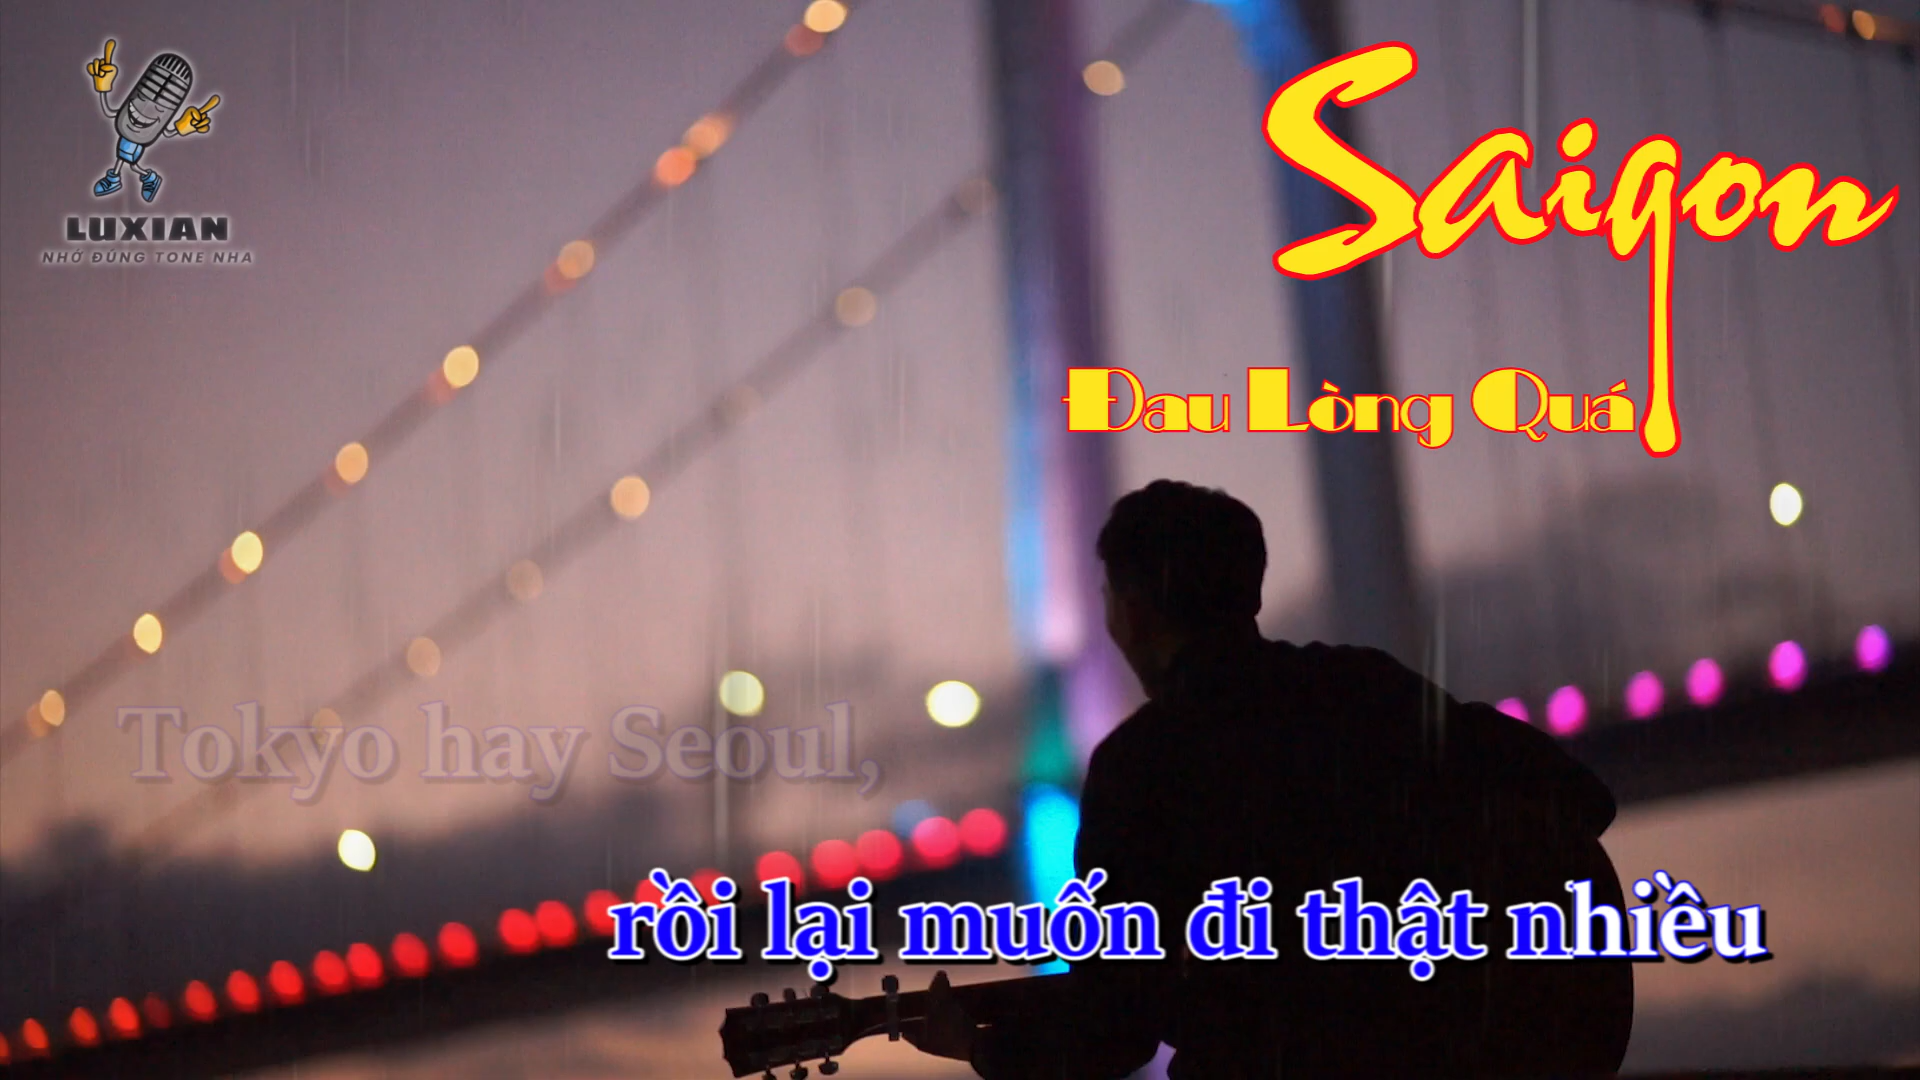 LUXIAN
NHỚ ĐÚNG TONE NHA
Saigon
Đau Lòng Quá
Tokyo hay Seoul,
rồi lại muốn đi thật nhiều